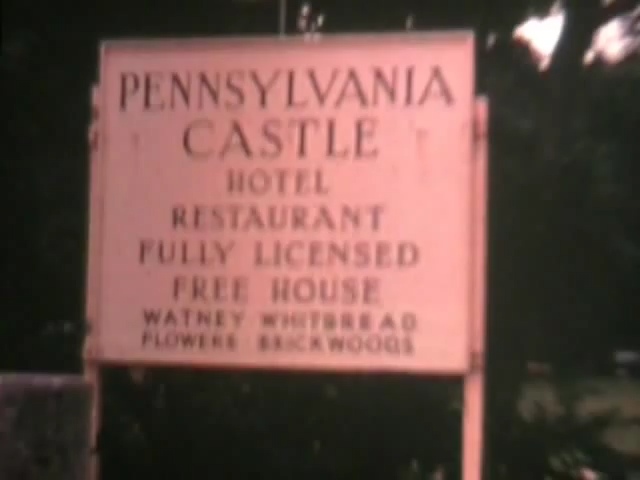 PENNSYLVANIA
CASTLE
HOTEL
RESTAURANT
FULLY LICENSED
FREE HOUSE
WATNEY WHITBREAD
FLOWERS BRICKWOODS